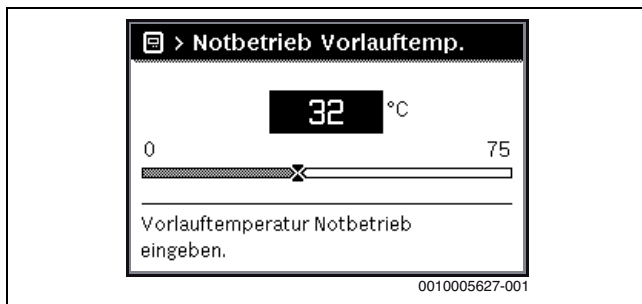 > Notbetrieb Vorlauftemp.
32 °C
0 75
Vorlauftemperatur Notbetrieb
eingeben.
0010005627-001